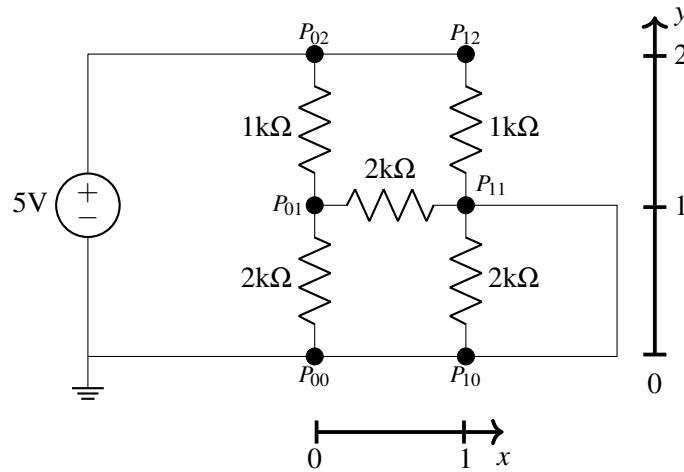 P₀₂ P₁₂ y
2
1kΩ 1kΩ
2kΩ
P₁₁
5V + − P₀₁ 1
2kΩ 2kΩ
P₀₀ P₁₀ 0
0 1 x